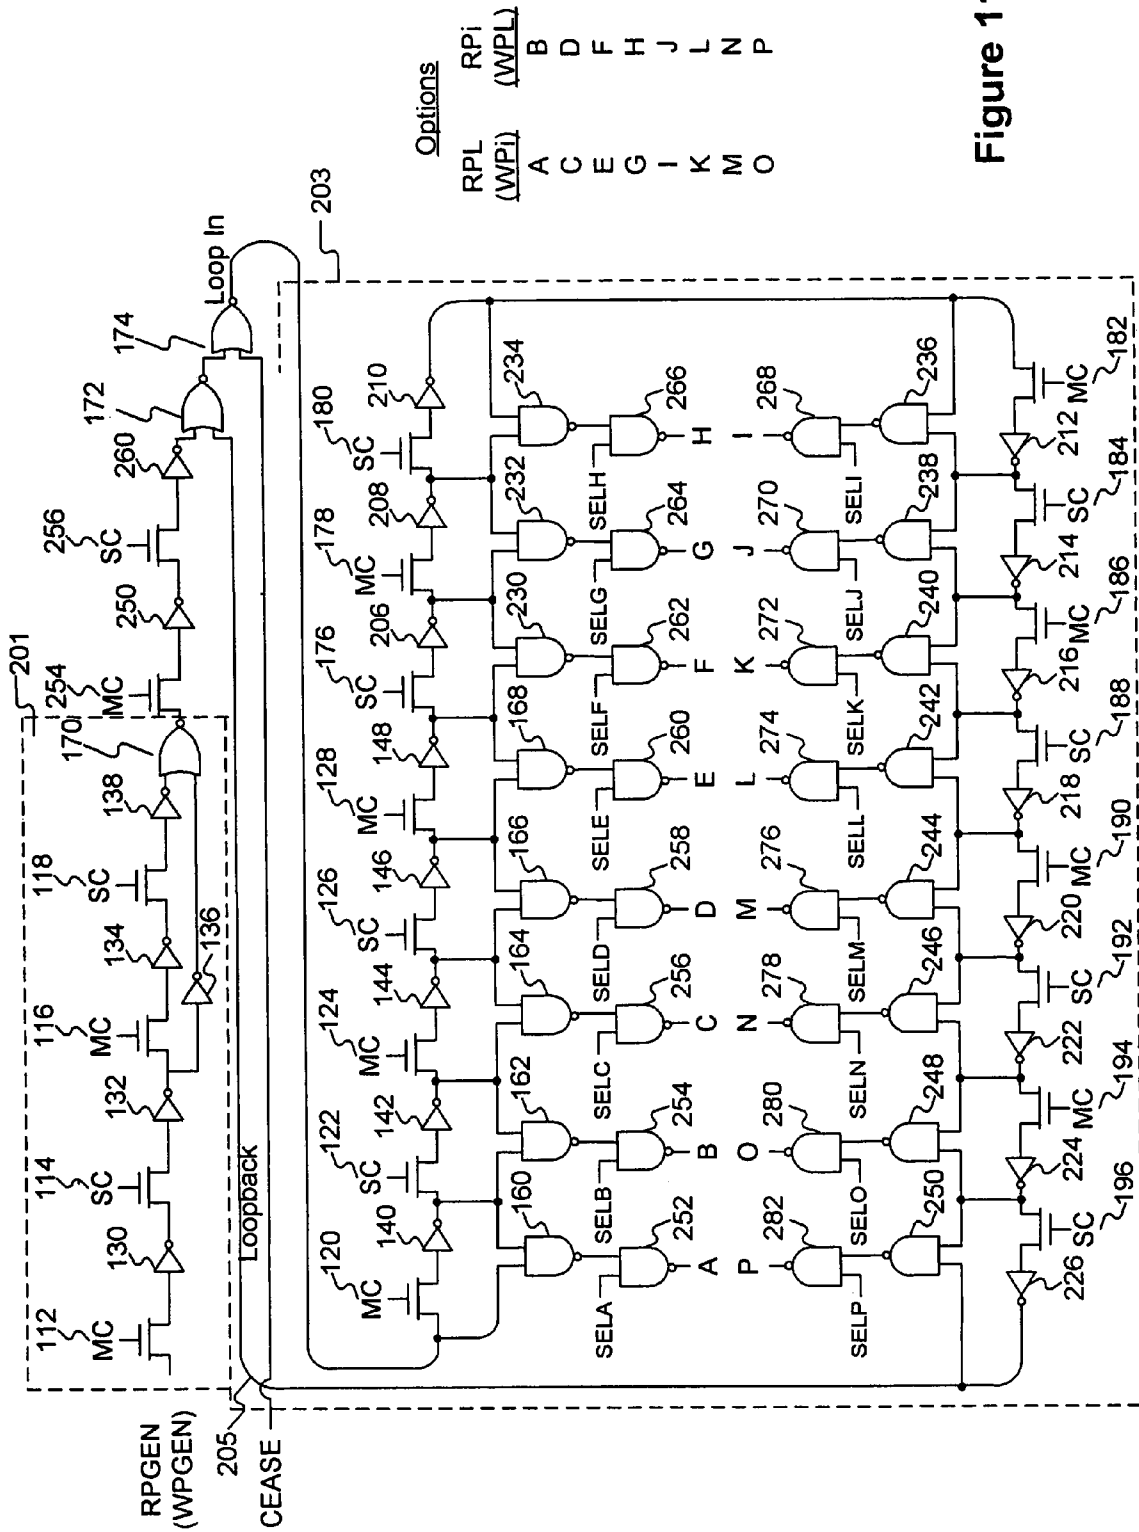 201
112 114 116 118 254 256
MC SC MC SC MC SC
130 132 134 138 170 250 260 172 174
136
RPGEN
(WPGEN)
Loop In
205
Loopback
CEASE
203
120 122 124 126 128 176 178 180
MC SC MC SC MC SC MC SC
140 142 144 146 148 206 208 210
160 162 164 166 168 230 232 234
SELA SELB SELC SELD SELE SELF SELG SELH
252 254 256 258 260 262 264 266
A B C D E F G H
P O N M L K J I
282 280 278 276 274 272 270 268
SELP SELO SELN SELM SELL SELK SELJ SELI
250 248 246 244 242 240 238 236
226 224 222 220 218 216 214 212
SC MC SC MC SC MC SC MC
196 194 192 190 188 186 184 182
Options
RPL RPi
(WPi) (WPL)
A B
C D
E F
G H
I J
K L
M N
O P
Figure 11